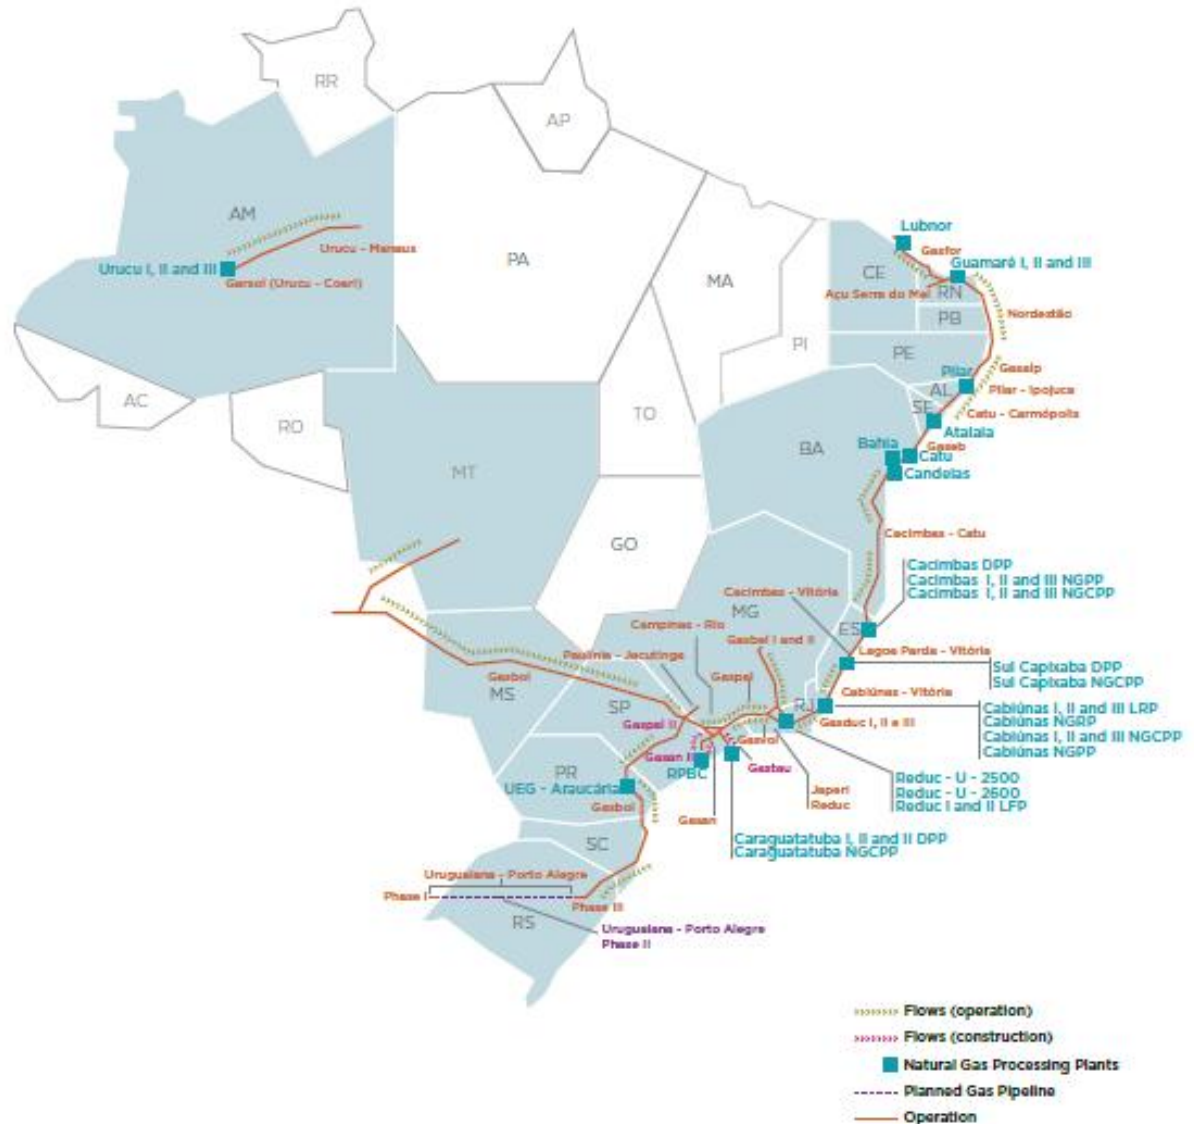 RR
AP
AM
Urucu - Manaus
Urucu I, II and III
Garsol (Urucu - Coari)
PA
MA
CE
Lubnor
Gasfor
Guamaré I, II and III
Açu Serra do Mel
RN
PB
Nordestão
PI
PE
Pilar
Gasalp
AL
Pilar - Ipojuca
SE
Catu - Carmópolis
Atalaia
AC
RO
TO
MT
BA
Bahia
Gaseb
Catu
Candeias
GO
Cacimbas - Catu
Cacimbas DPP
Cacimbas I, II and III NGPP
Cacimbas I, II and III NGCPP
Cacimbas - Vitória
MG
ES
Campinas - Rio
Gasbel I and II
Lagoa Parda - Vitória
Paulínia - Jacutinga
Sul Capixaba DPP
Sul Capixaba NGCPP
Gasbol
MS
Gaspal
SP
Cabiúnas - Vitória
RJ
Cabiúnas I, II and III LRP
Cabiúnas NGRP
Cabiúnas I, II and III NGCPP
Cabiúnas NGPP
Gaspal II
Gasduc I, II e III
Gasvol
Gasan II
RPBC
Gastau
PR
UEG - Araucária
Gasbol
Reduc - U - 2500
Reduc - U - 2600
Reduc I and II LFP
Japeri
Reduc
Gasan
Caraguatatuba I, II and II DPP
Caraguatatuba NGCPP
SC
Uruguaiana - Porto Alegre
Phase I
Phase III
RS
Uruguaiana - Porto Alegre
Phase II
Flows (operation)
Flows (construction)
Natural Gas Processing Plants
Planned Gas Pipeline
Operation